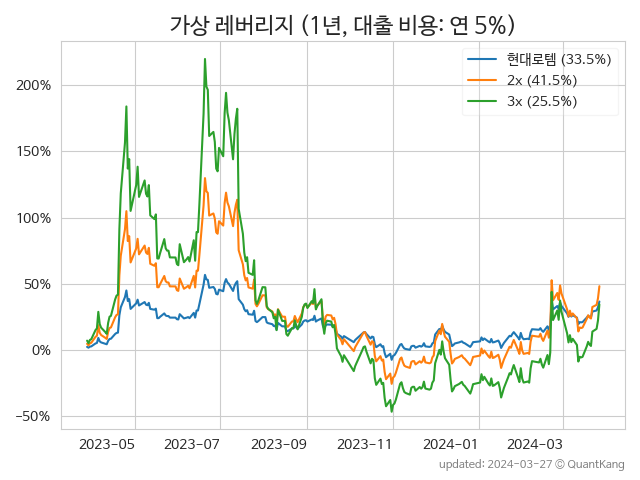 가상 레버리지 (1년, 대출 비용: 연 5%)
현대로템 (33.5%)
2x (41.5%)
3x (25.5%)
200%
150%
100%
50%
0%
−50%
2023-05 2023-07 2023-09 2023-11 2024-01 2024-03
updated: 2024-03-27 © QuantKang